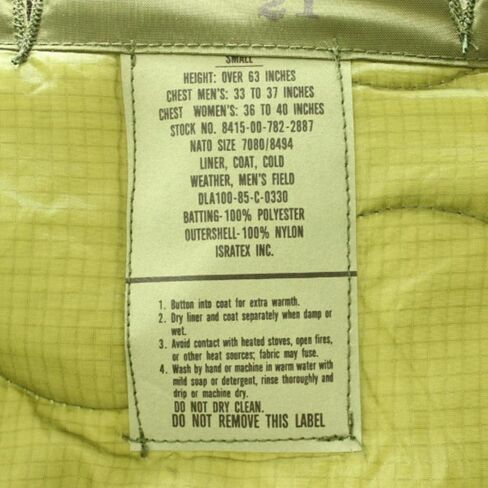 21
SMALL
HEIGHT: OVER 63 INCHES
CHEST MEN'S: 33 TO 37 INCHES
CHEST WOMEN'S: 36 TO 40 INCHES
STOCK NO. 8415-00-782-2887
NATO SIZE 7080/8494
LINER, COAT, COLD
WEATHER, MEN'S FIELD
DLA100-85-C-0330
BATTING-100% POLYESTER
OUTERSHELL-100% NYLON
ISRATEX INC.
1. Button into coat for extra warmth.
2. Dry liner and coat separately when damp or
wet.
3. Avoid contact with heated stoves, open fires,
or other heat sources; fabric may fuse.
4. Wash by hand or machine in warm water with
mild soap or detergent, rinse thoroughly and
drip or machine dry.
DO NOT DRY CLEAN.
DO NOT REMOVE THIS LABEL